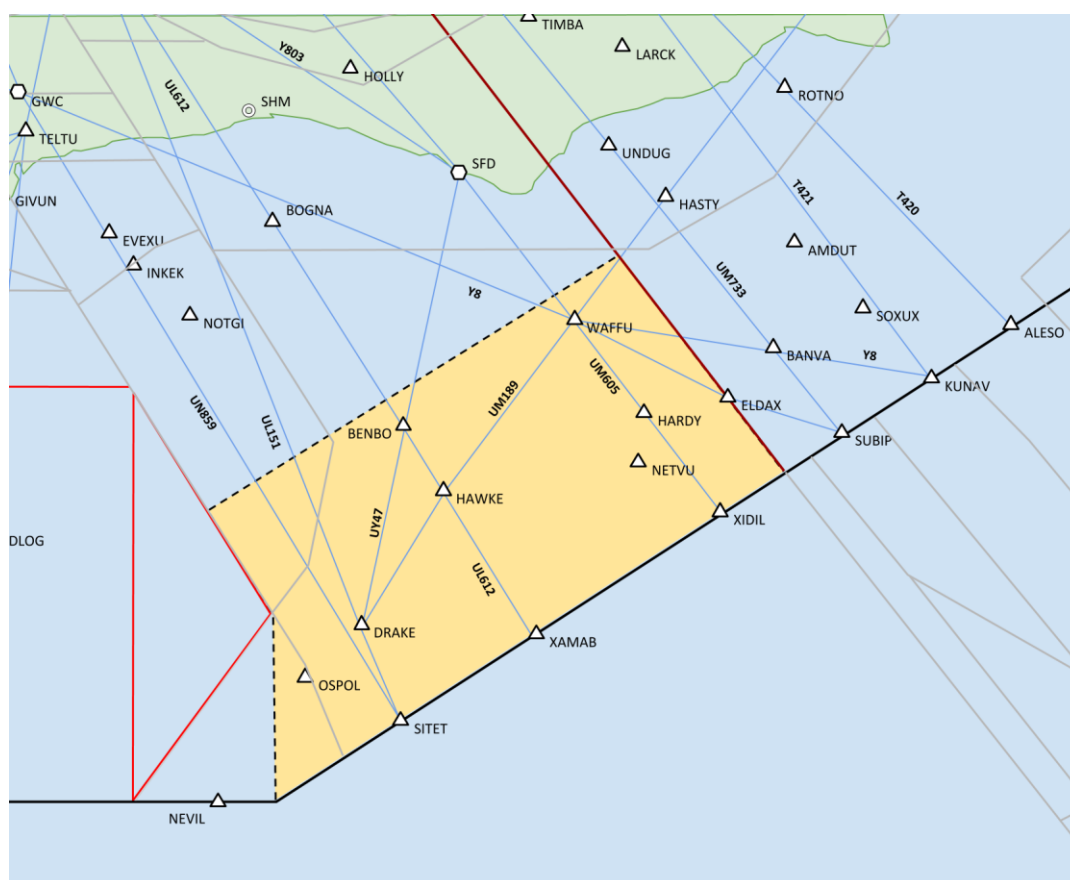 TIMBA
LARCK
Y803
HOLLY
UL612
ROTNO
GWC
SHM
TELTU
UNDUG
SFD
GIVUN
HASTY
T421
T420
BOGNA
EVEXU
AMDUT
INKEK
UM733
Y8
NOTGI
SOXUX
WAFFU
ALESO
BANVA
Y8
KUNAV
UM605
UM189
UN859
ELDAX
UL151
BENBO
HARDY
SUBIP
NETVU
HAWKE
UY47
XIDIL
DLOG
UL612
DRAKE
XAMAB
OSPOL
SITET
NEVIL